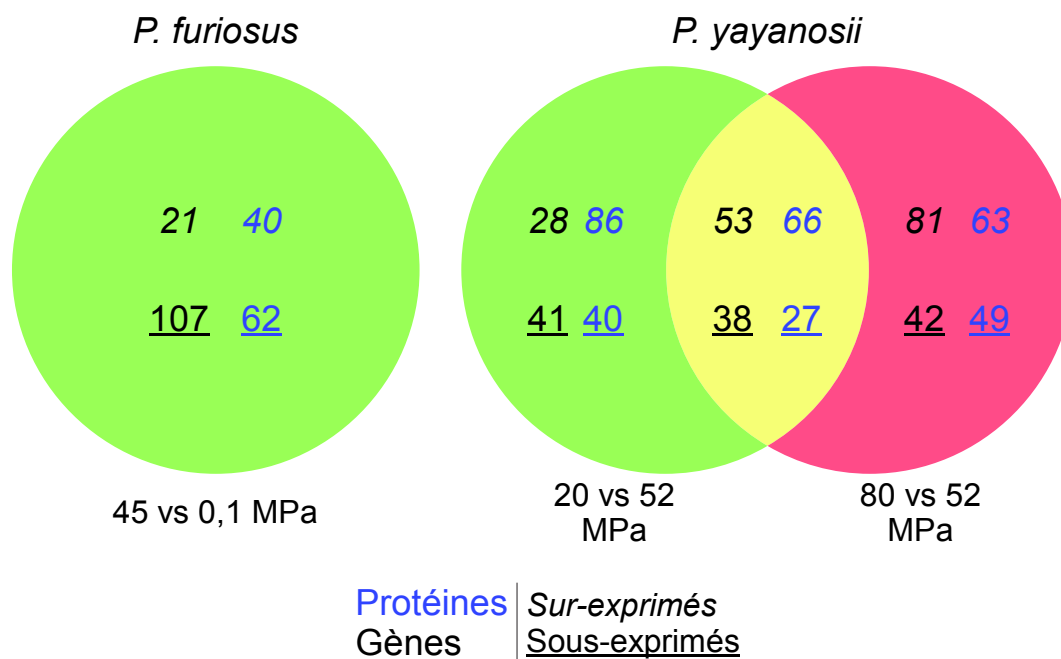 P. furiosus
P. yayanosii
21 40
28 86
53 66
81 63
107 62
41 40
38 27
42 49
45 vs 0,1 MPa
20 vs 52
MPa
80 vs 52
MPa
Protéines
Gènes
Sur-exprimés
Sous-exprimés